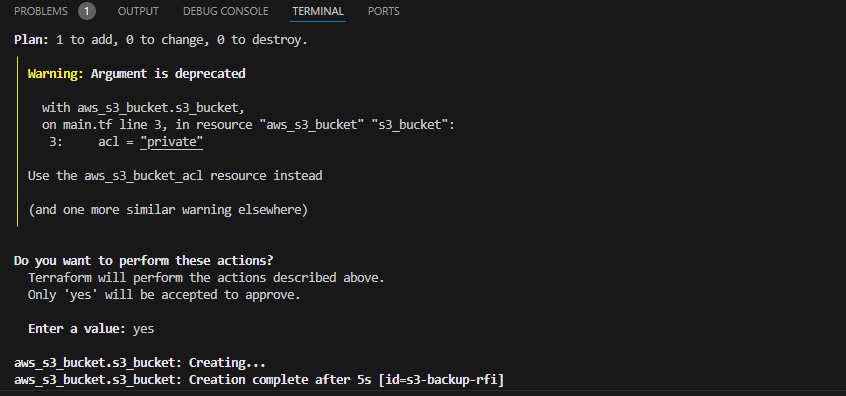 PROBLEMS 1 OUTPUT DEBUG CONSOLE TERMINAL PORTS
Plan: 1 to add, 0 to change, 0 to destroy.
Warning: Argument is deprecated
with aws_s3_bucket.s3_bucket,
on main.tf line 3, in resource "aws_s3_bucket" "s3_bucket":
3: acl = "private"
Use the aws_s3_bucket_acl resource instead
(and one more similar warning elsewhere)
Do you want to perform these actions?
Terraform will perform the actions described above.
Only 'yes' will be accepted to approve.
Enter a value: yes
aws_s3_bucket.s3_bucket: Creating...
aws_s3_bucket.s3_bucket: Creation complete after 5s [id=s3-backup-rfi]